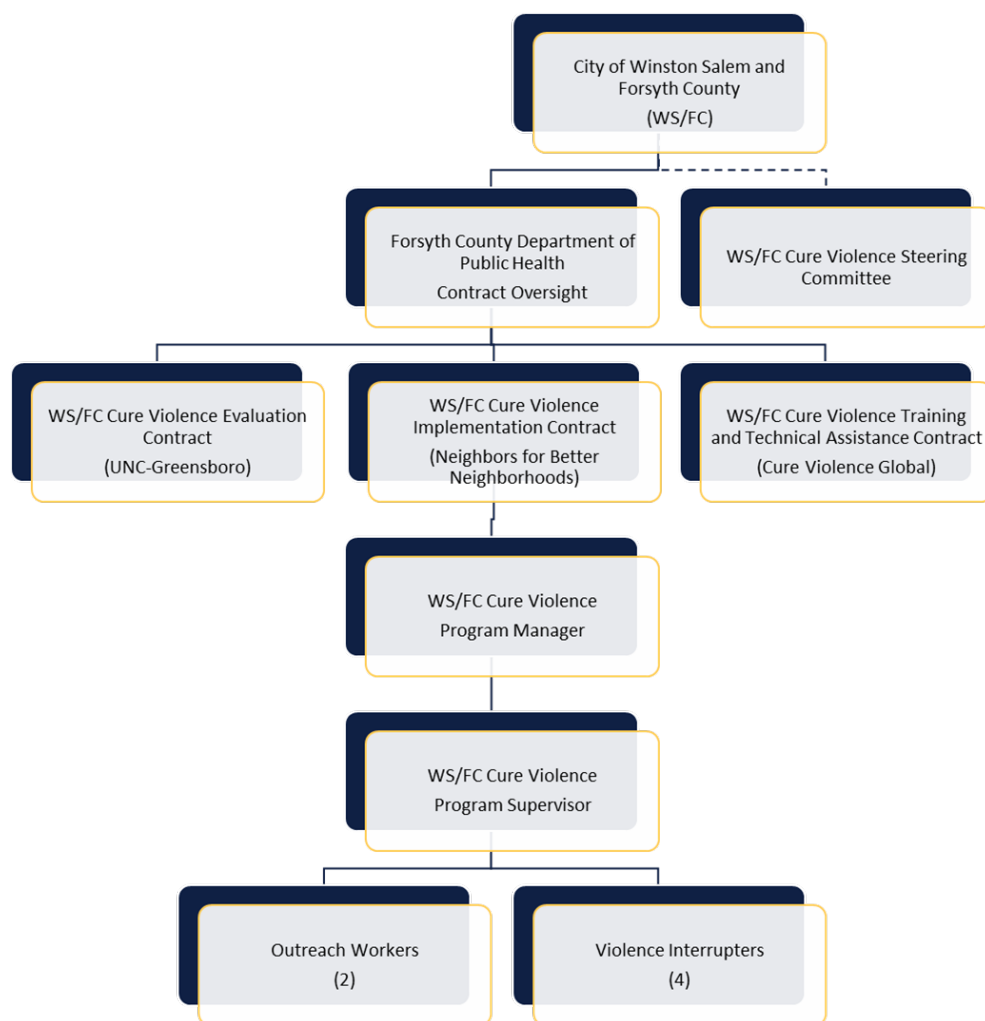 City of Winston Salem and
Forsyth County
(WS/FC)
Forsyth County Department of
Public Health
Contract Oversight
WS/FC Cure Violence Steering
Committee
WS/FC Cure Violence Evaluation
Contract
(UNC-Greensboro)
WS/FC Cure Violence
Implementation Contract
(Neighbors for Better
Neighborhoods)
WS/FC Cure Violence Training
and Technical Assistance Contract
(Cure Violence Global)
WS/FC Cure Violence
Program Manager
WS/FC Cure Violence
Program Supervisor
Outreach Workers
(2)
Violence Interrupters
(4)